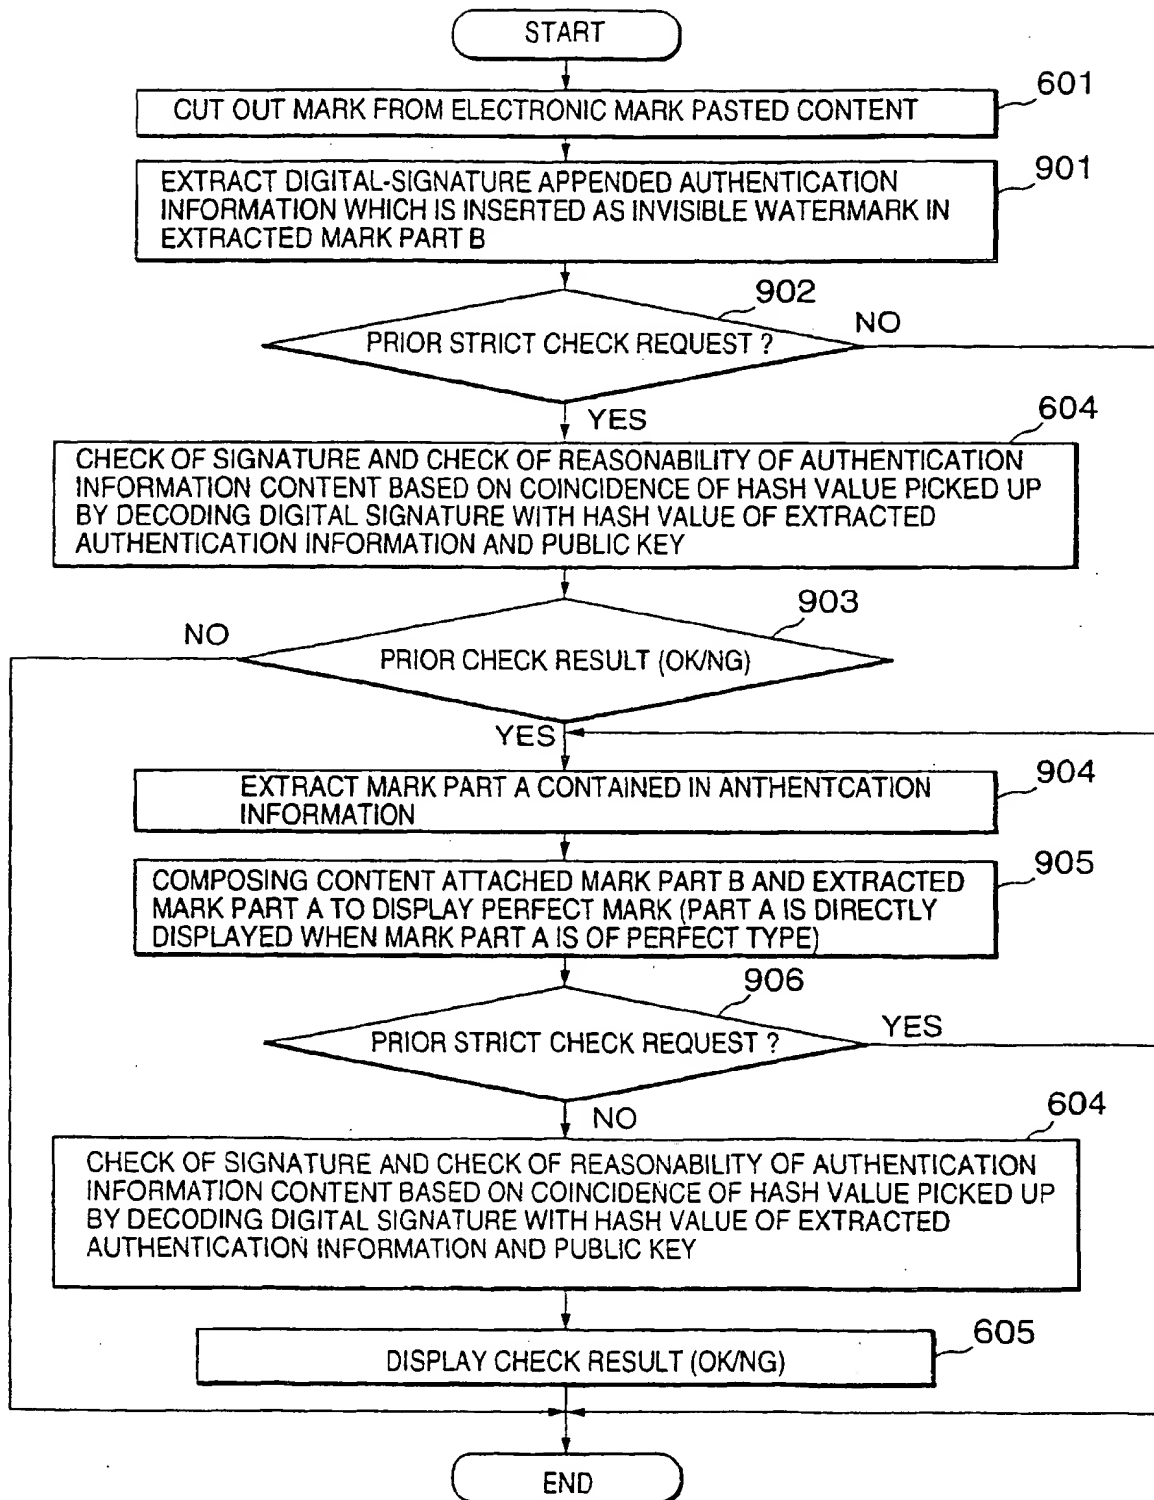 START
601
CUT OUT MARK FROM ELECTRONIC MARK PASTED CONTENT
901
EXTRACT DIGITAL-SIGNATURE APPENDED AUTHENTICATION
INFORMATION WHICH IS INSERTED AS INVISIBLE WATERMARK IN
EXTRACTED MARK PART B
902
PRIOR STRICT CHECK REQUEST ?
NO
YES
604
CHECK OF SIGNATURE AND CHECK OF REASONABILITY OF AUTHENTICATION
INFORMATION CONTENT BASED ON COINCIDENCE OF HASH VALUE PICKED UP
BY DECODING DIGITAL SIGNATURE WITH HASH VALUE OF EXTRACTED
AUTHENTICATION INFORMATION AND PUBLIC KEY
903
NO
PRIOR CHECK RESULT (OK/NG)
YES
904
EXTRACT MARK PART A CONTAINED IN ANTHENTCATION
INFORMATION
905
COMPOSING CONTENT ATTACHED MARK PART B AND EXTRACTED
MARK PART A TO DISPLAY PERFECT MARK (PART A IS DIRECTLY
DISPLAYED WHEN MARK PART A IS OF PERFECT TYPE)
906
PRIOR STRICT CHECK REQUEST ?
YES
NO
604
CHECK OF SIGNATURE AND CHECK OF REASONABILITY OF AUTHENTICATION
INFORMATION CONTENT BASED ON COINCIDENCE OF HASH VALUE PICKED UP
BY DECODING DIGITAL SIGNATURE WITH HASH VALUE OF EXTRACTED
AUTHENTICATION INFORMATION AND PUBLIC KEY
605
DISPLAY CHECK RESULT (OK/NG)
END